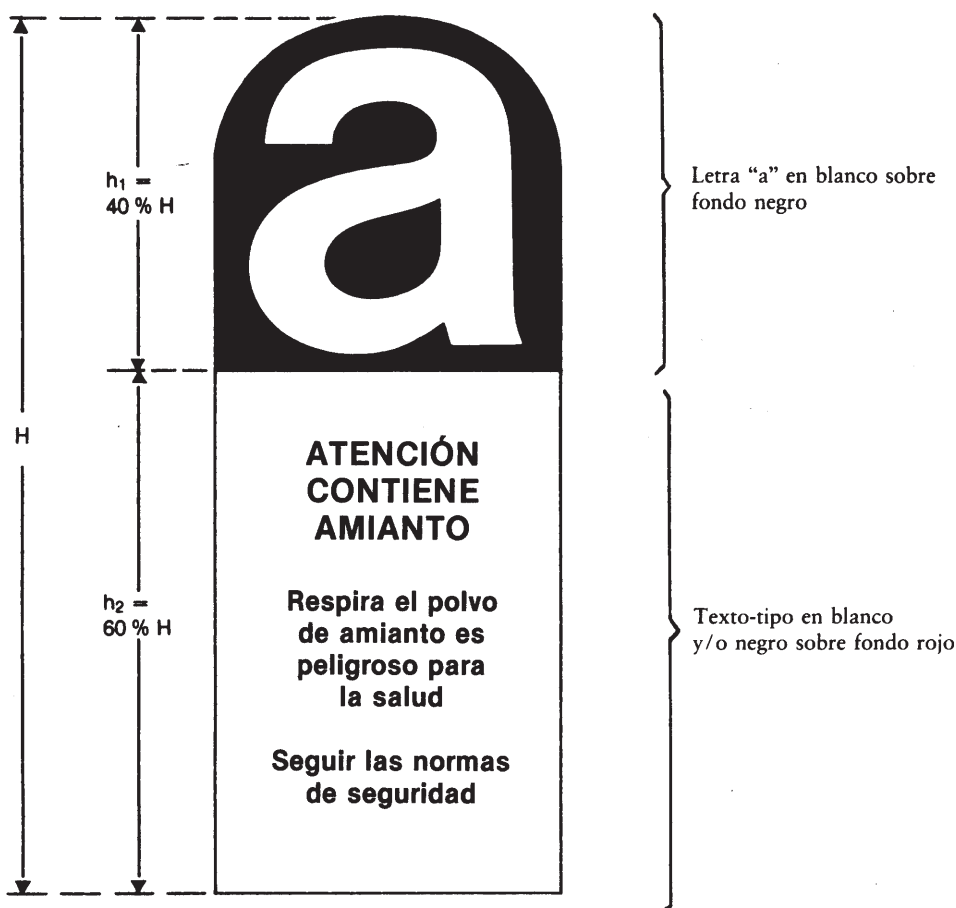 a
h₁ =
40 % H
Letra “a” en blanco sobre
fondo negro
H
ATENCIÓN
CONTIENE
AMIANTO
Respira el polvo
de amianto es
peligroso para
la salud
Seguir las normas
de seguridad
h₂ =
60 % H
Texto-tipo en blanco
y/o negro sobre fondo rojo